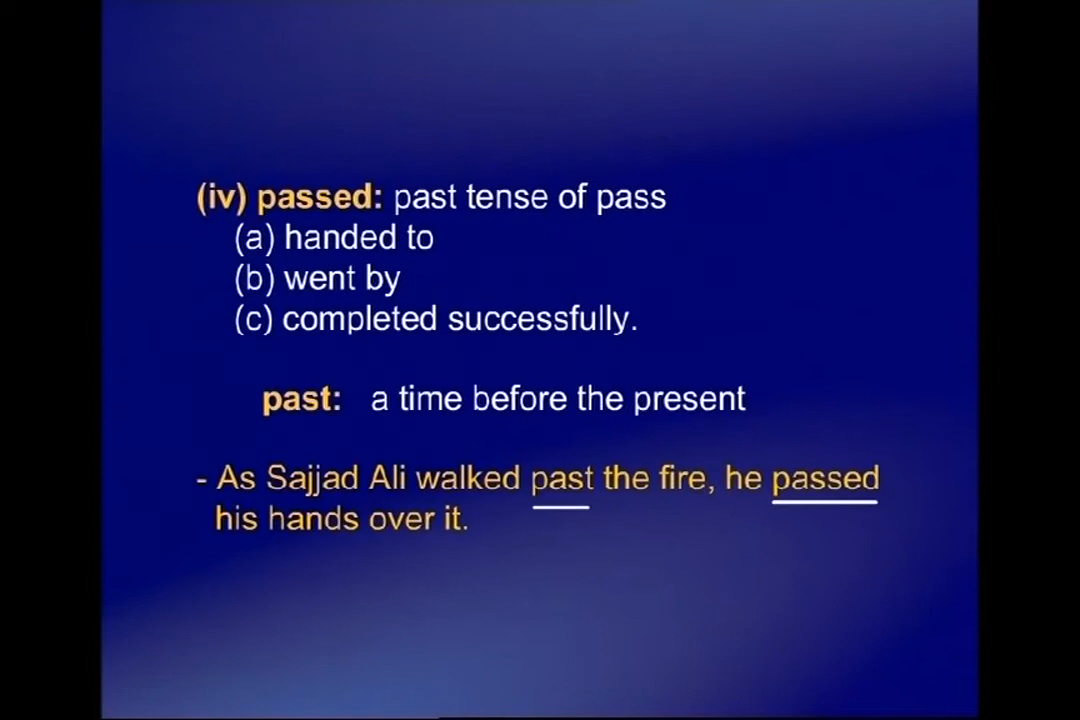 (iv) passed: past tense of pass
(a) handed to
(b) went by
(c) completed successfully.
past: a time before the present
- As Sajjad Ali walked past the fire, he passed
his hands over it.